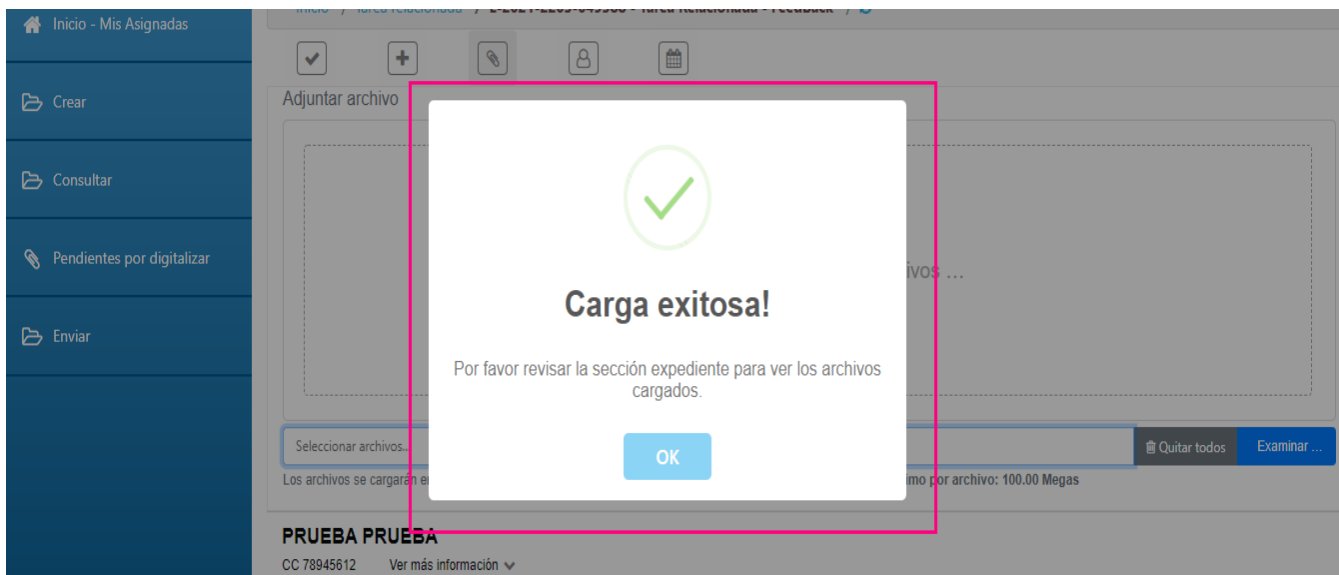 Inicio - Mis Asignadas
Crear
Consultar
Pendientes por digitalizar
Enviar
Adjuntar archivo
ivos ...
Carga exitosa!
Por favor revisar la sección expediente para ver los archivos
cargados.
OK
Seleccionar archivos...
Quitar todos
Examinar ...
Los archivos se cargarán e
imo por archivo: 100.00 Megas
PRUEBA PRUEBA
CC 78945612 Ver más información